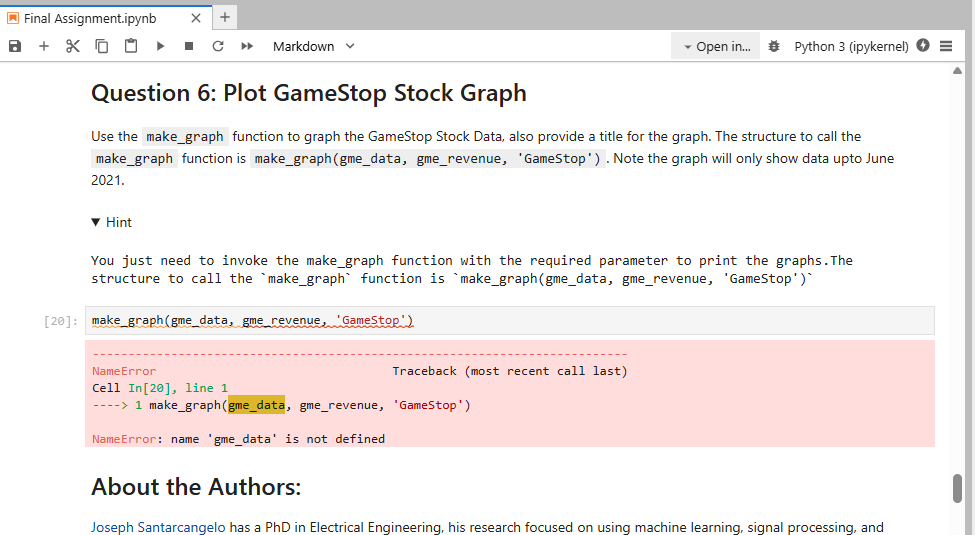 Final Assignment.ipynb
Markdown
Open in...
Python 3 (ipykernel)
Question 6: Plot GameStop Stock Graph
Use the make_graph function to graph the GameStop Stock Data, also provide a title for the graph. The structure to call the
make_graph function is make_graph(gme_data, gme_revenue, 'GameStop'). Note the graph will only show data upto June
2021.
Hint
You just need to invoke the make_graph function with the required parameter to print the graphs.The
structure to call the `make_graph` function is `make_graph(gme_data, gme_revenue, 'GameStop')`
[20]: make_graph(gme_data, gme_revenue, 'GameStop')
---------------------------------------------------------------------------
NameError Traceback (most recent call last)
Cell In[20], line 1
----> 1 make_graph(gme_data, gme_revenue, 'GameStop')
NameError: name 'gme_data' is not defined
About the Authors:
Joseph Santarcangelo has a PhD in Electrical Engineering, his research focused on using machine learning, signal processing, and